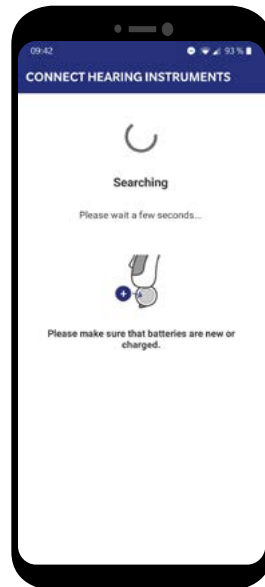 09:42
93 %
CONNECT HEARING INSTRUMENTS
Searching
Please wait a few seconds...
+
Please make sure that batteries are new or
charged.